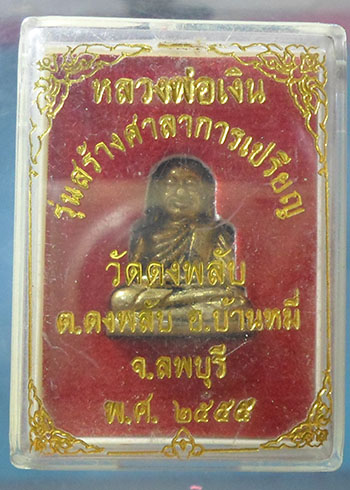 หลวงพ่อเงิน
รุ่นสร้างศาลาการเปรียญ
วัดดงพลับ
ต.ดงพลับ อ.บ้านหมี่
จ.ลพบุรี
พ.ศ. ๒๕๕๕